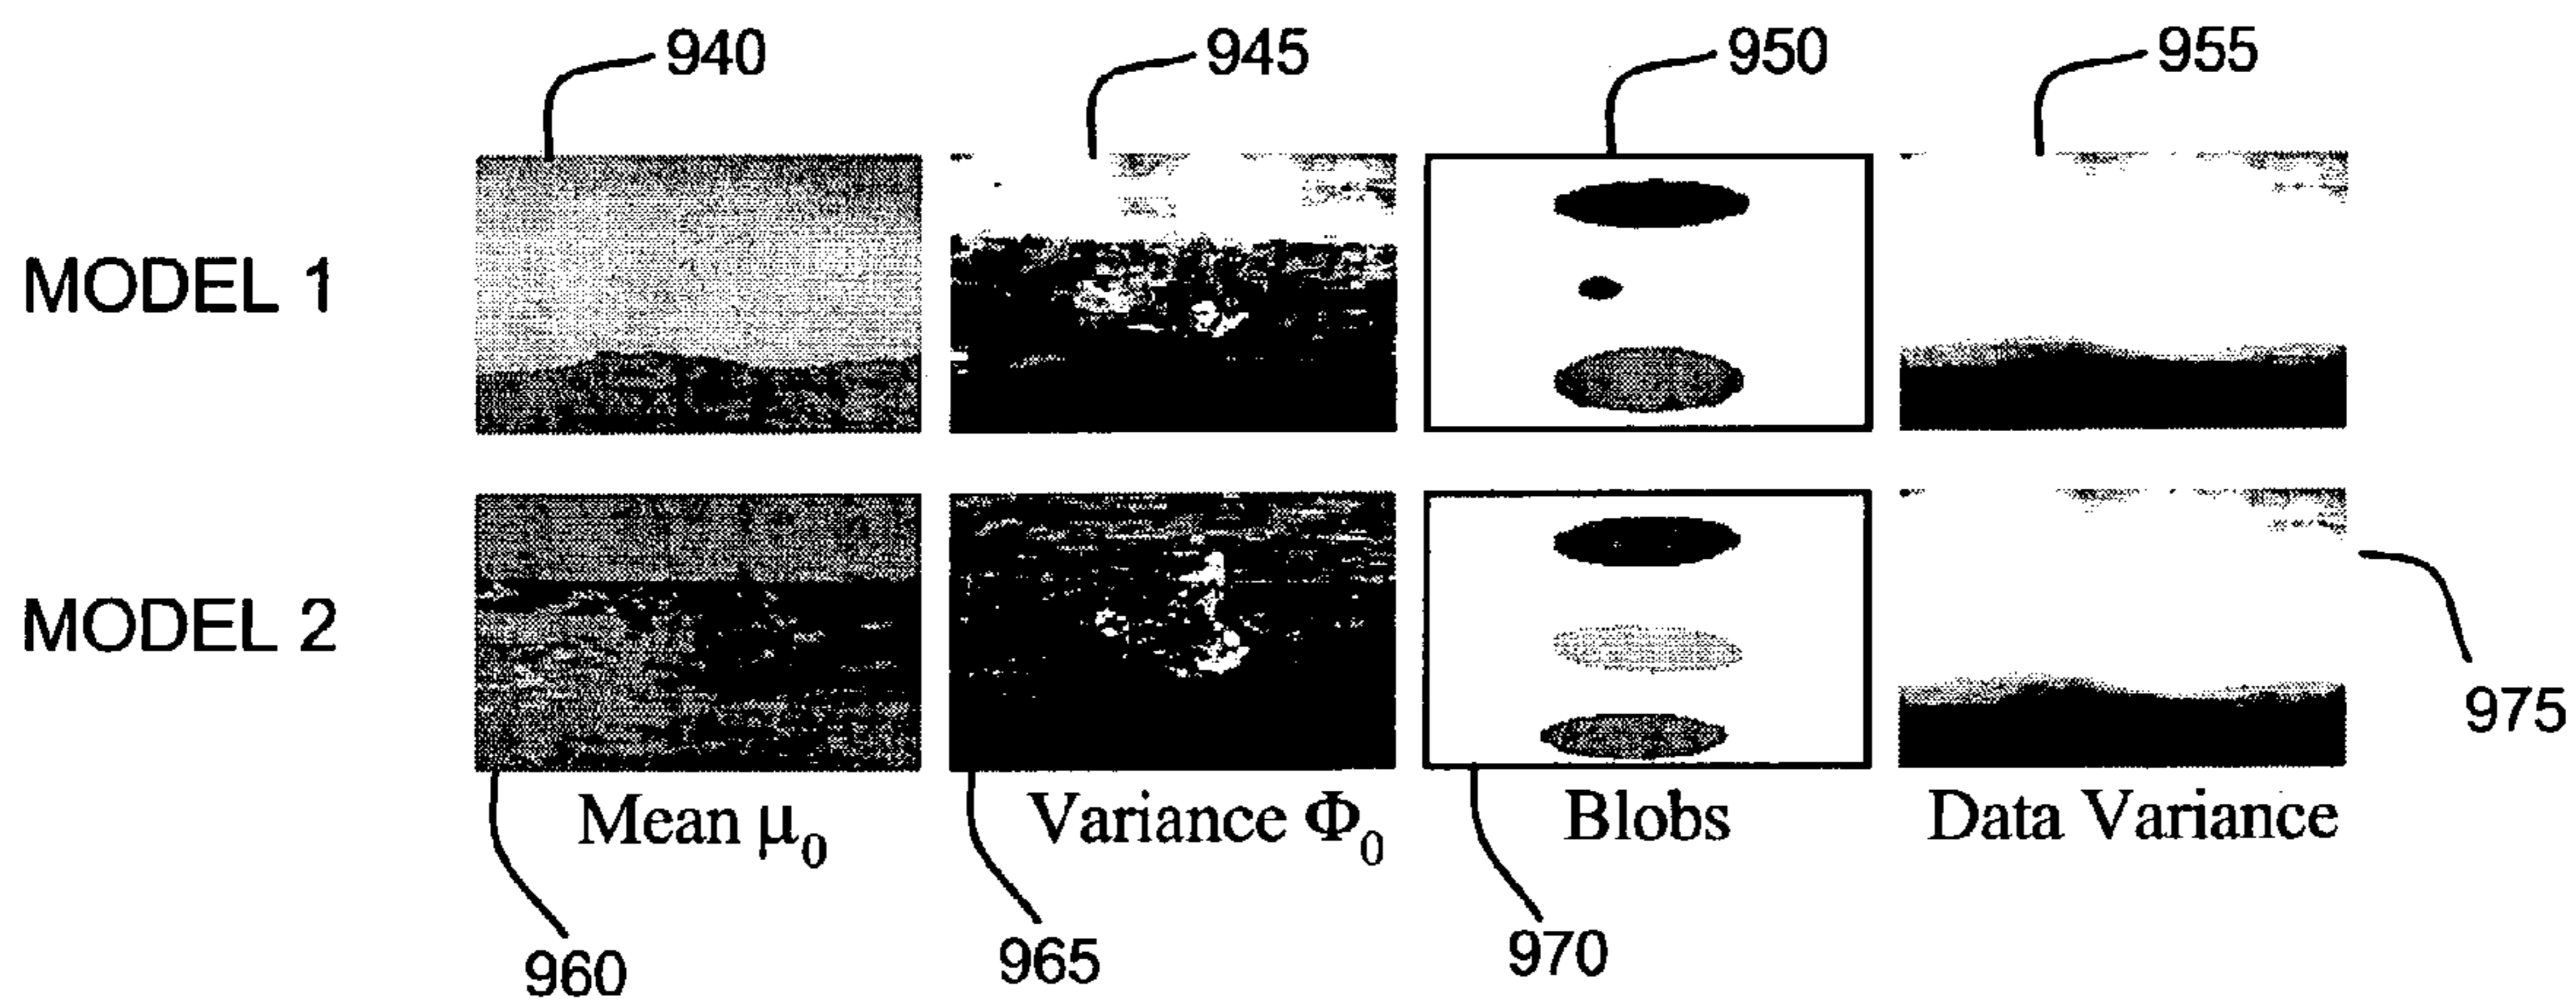 940 945 950 955
MODEL 1
MODEL 2
975
Mean μ₀ Variance Φ₀ Blobs Data Variance
960 965 970